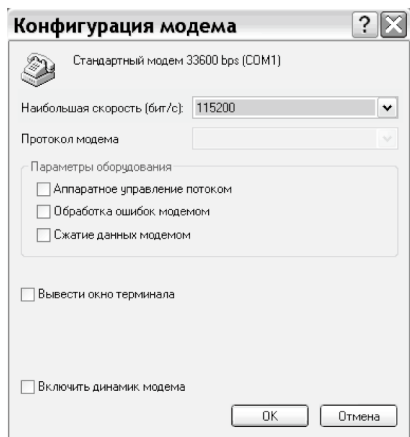 Конфигурация модема
Стандартный модем 33600 bps (COM1)
Наибольшая скорость (бит/с): 115200
Протокол модема
Параметры оборудования
Аппаратное управление потоком
Обработка ошибок модемом
Сжатие данных модемом
Вывести окно терминала
Включить динамик модема
OK Отмена